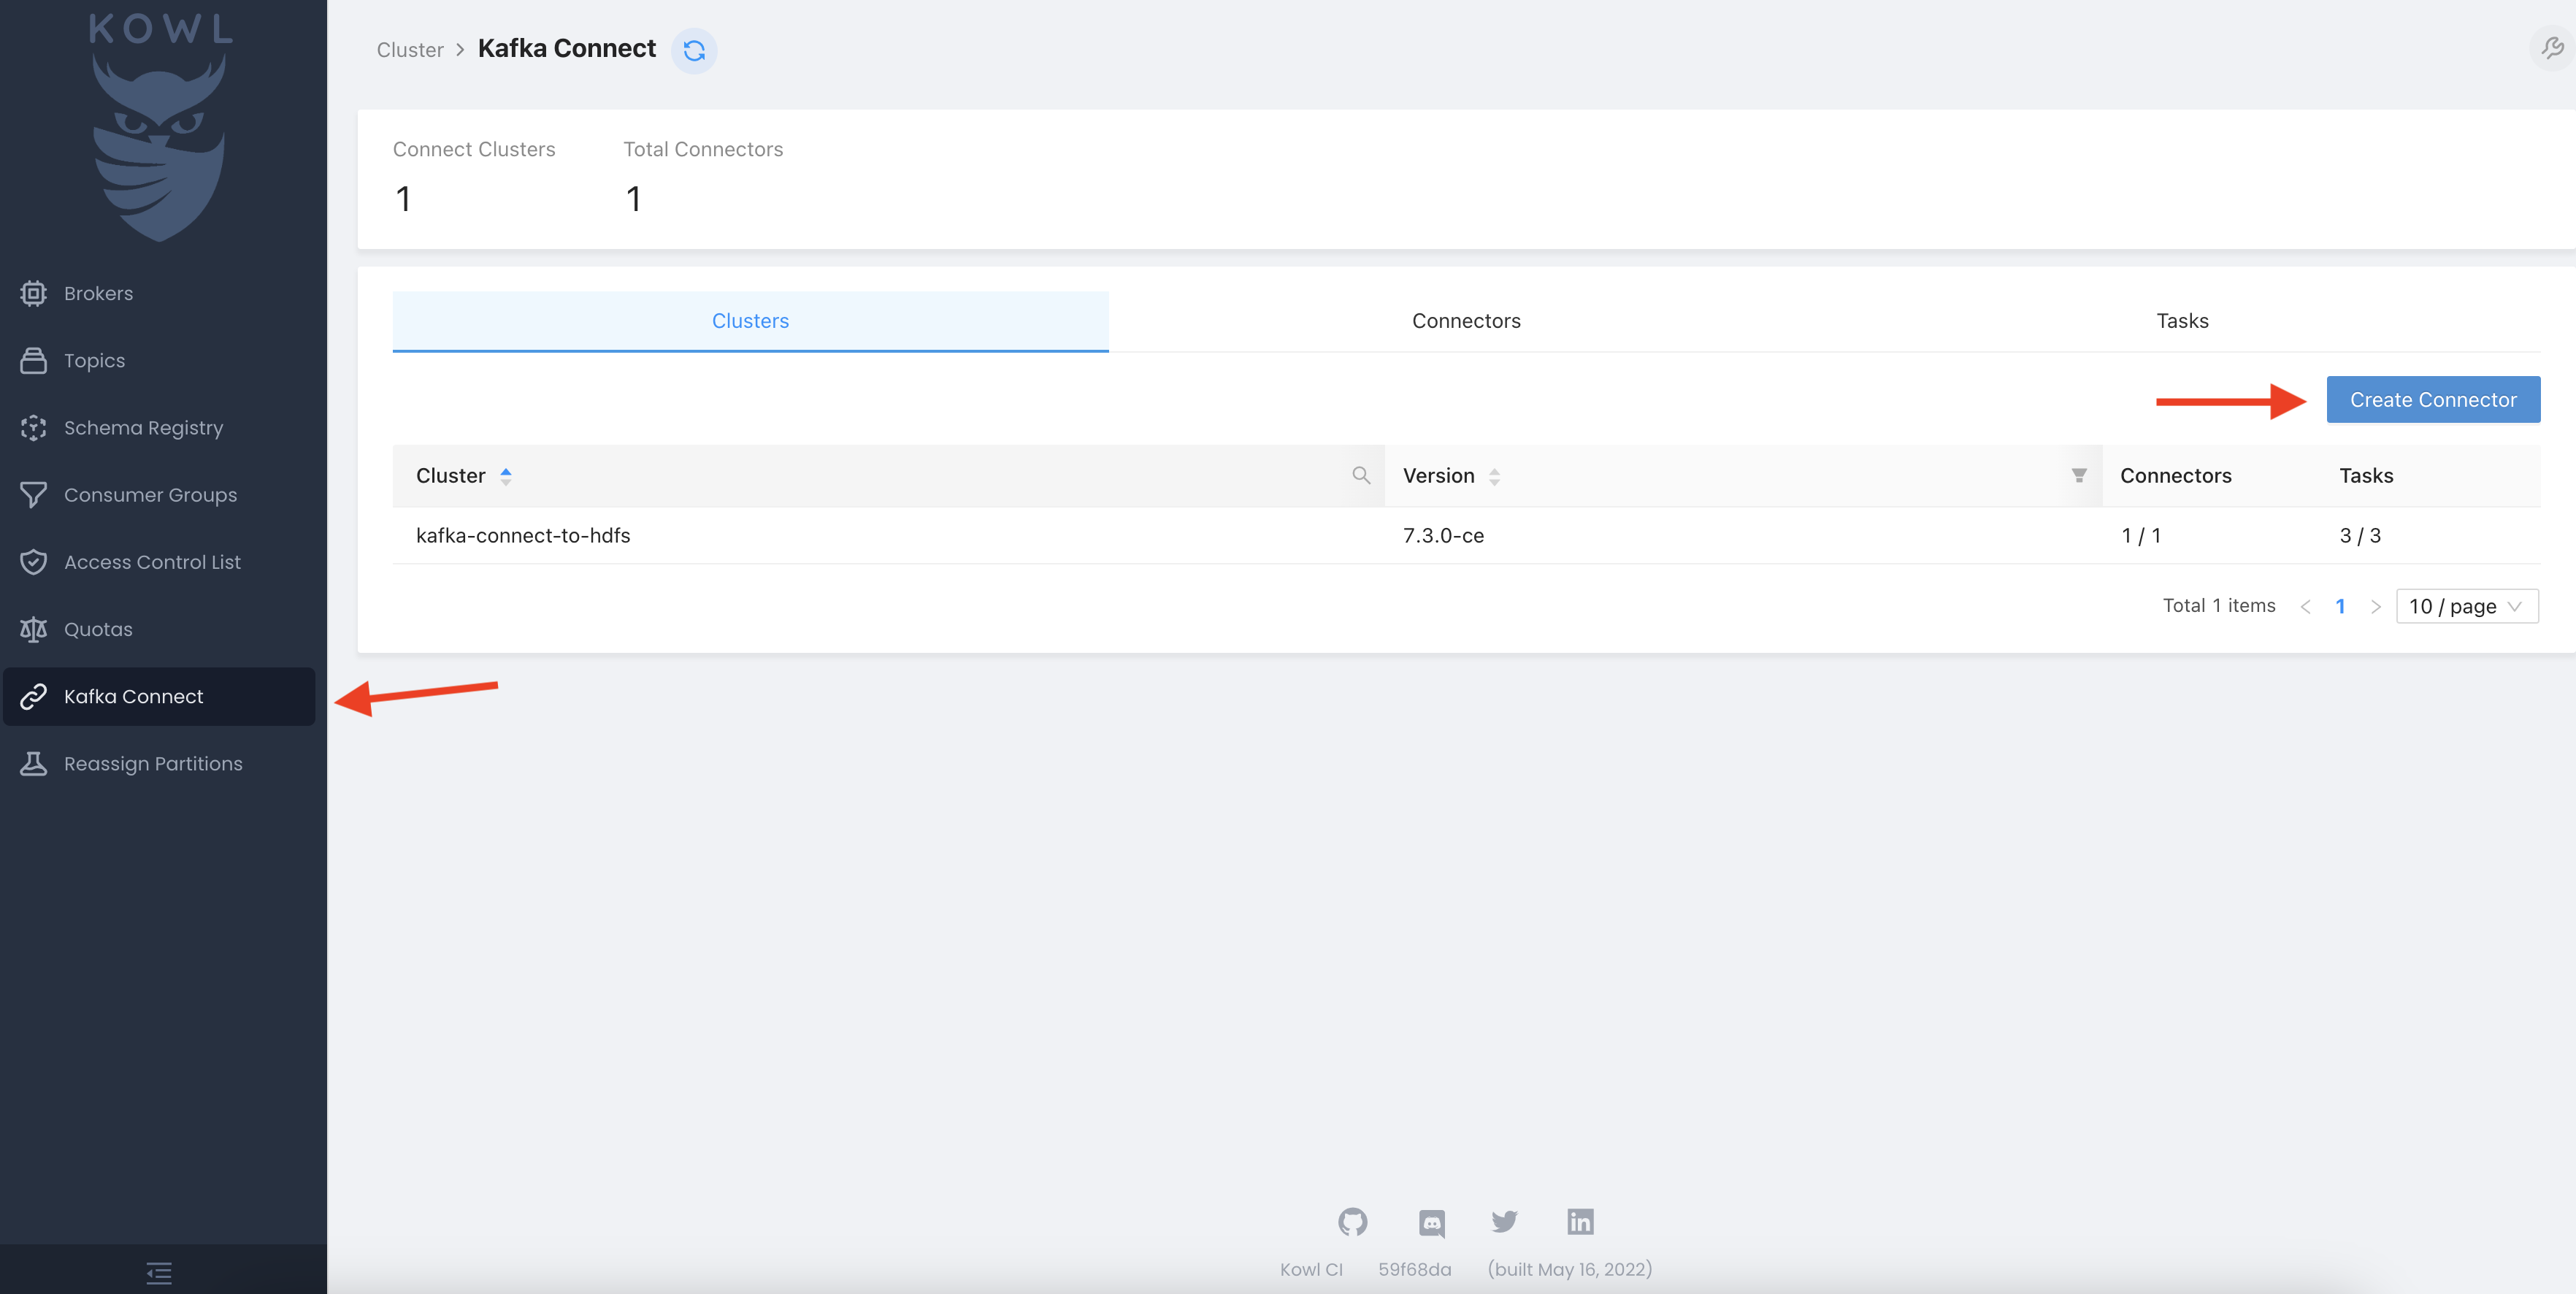 KOWL
Brokers
Topics
Schema Registry
Consumer Groups
Access Control List
Quotas
Kafka Connect
Reassign Partitions
Cluster > Kafka Connect
Connect Clusters Total Connectors
1 1
Clusters Connectors Tasks
Create Connector
Cluster Version Connectors Tasks
kafka-connect-to-hdfs 7.3.0-ce 1 / 1 3 / 3
Total 1 items < 1 > 10 / page
Kowl CI 59f68da (built May 16, 2022)